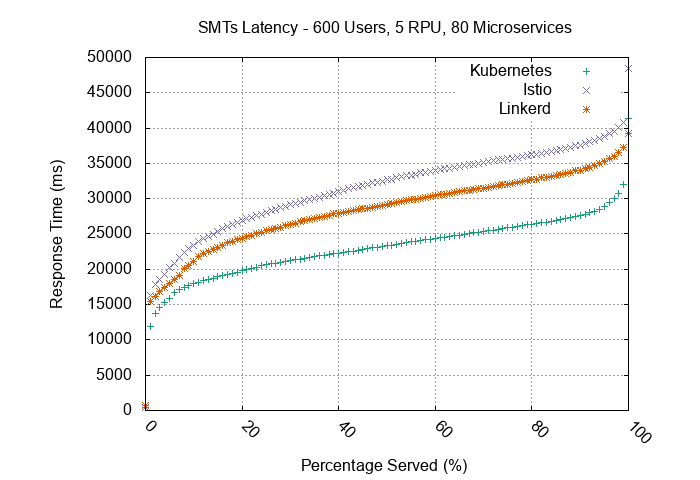 SMTs Latency - 600 Users, 5 RPU, 80 Microservices
50000
45000
40000
35000
30000
25000
20000
15000
10000
5000
0
Response Time (ms)
Kubernetes
Istio
Linkerd
0
20
40
60
80
100
Percentage Served (%)